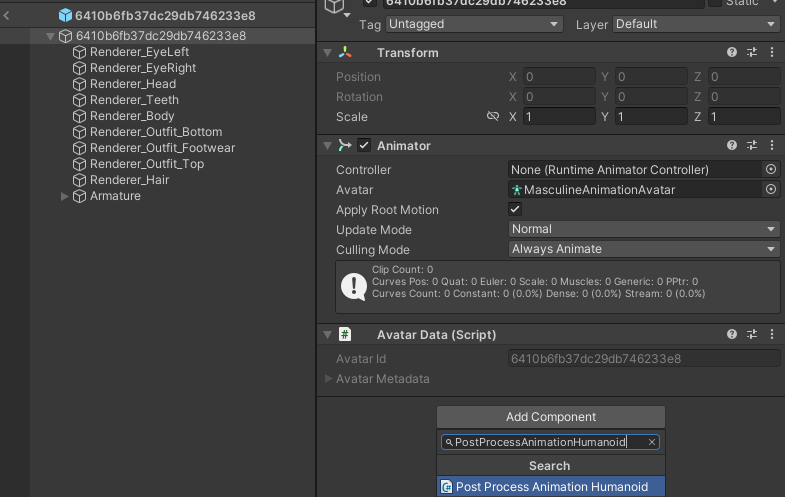 6410b6fb37dc29db746233e8
6410b6fb37dc29db746233e8
Renderer_EyeLeft
Renderer_EyeRight
Renderer_Head
Renderer_Teeth
Renderer_Body
Renderer_Outfit_Bottom
Renderer_Outfit_Footwear
Renderer_Outfit_Top
Renderer_Hair
Armature
6410b6fb37dc29db746233e8 Static
Tag Untagged Layer Default
Transform
Position X 0 Y 0 Z 0
Rotation X 0 Y 0 Z 0
Scale X 1 Y 1 Z 1
Animator
Controller None (Runtime Animator Controller)
Avatar MasculineAnimationAvatar
Apply Root Motion
Update Mode Normal
Culling Mode Always Animate
Clip Count: 0
Curves Pos: 0 Quat: 0 Euler: 0 Scale: 0 Muscles: 0 Generic: 0 PPtr: 0
Curves Count: 0 Constant: 0 (0.0%) Dense: 0 (0.0%) Stream: 0 (0.0%)
# Avatar Data (Script)
Avatar Id 6410b6fb37dc29db746233e8
Avatar Metadata
Add Component
PostProcessAnimationHumanoid
Search
Post Process Animation Humanoid